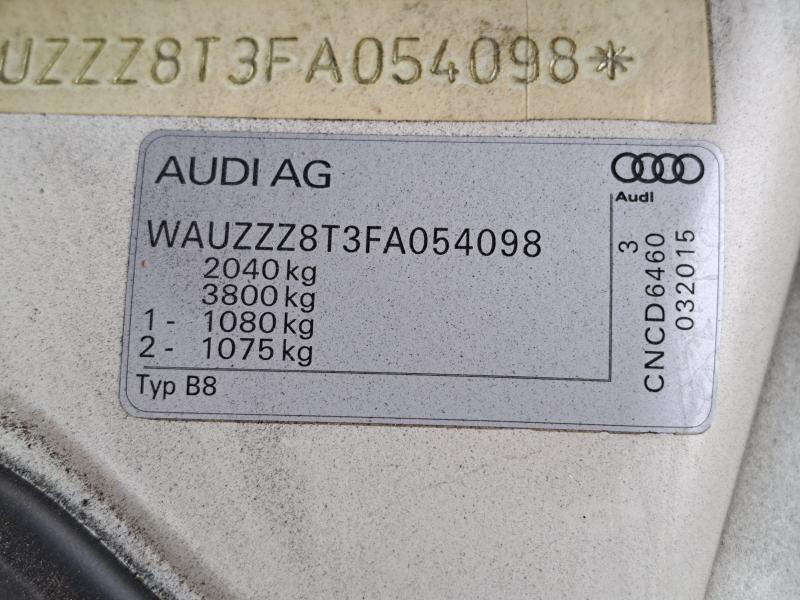 UZZZ8T3FA054098*
AUDI AG
Audi
WAUZZZ8T3FA054098
2040 kg
3800 kg
1 - 1080 kg
2 - 1075 kg
Typ B8
3
CNCD6460
032015